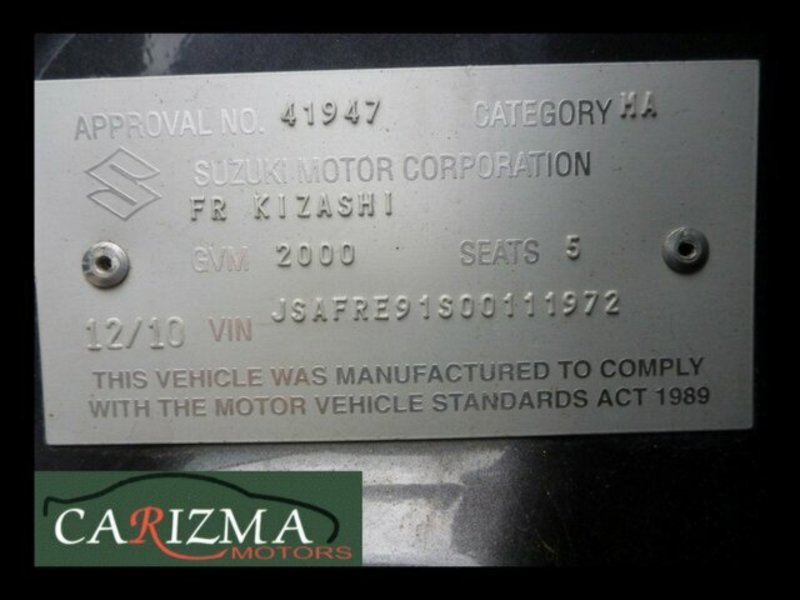 APPROVAL NO. 41947 CATEGORY MA
SUZUKI MOTOR CORPORATION
FR KIZASHI
GVM 2000 SEATS 5
12/10 VIN JSAFRE91S00111972
THIS VEHICLE WAS MANUFACTURED TO COMPLY
WITH THE MOTOR VEHICLE STANDARDS ACT 1989
CARIZMA
MOTORS